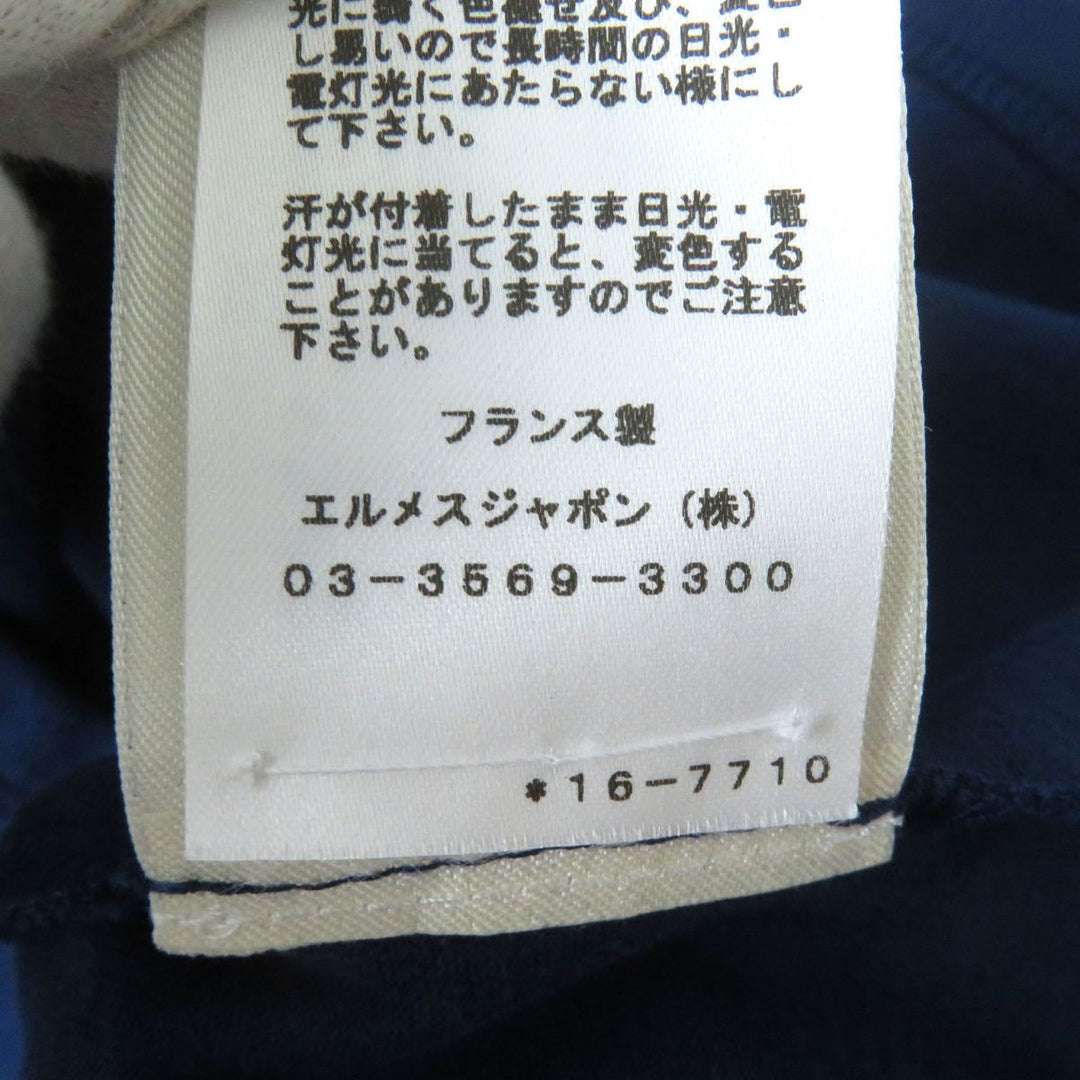 し易いので長時間の日光・
電灯光にあたらない様にし
て下さい。
汗が付着したまま日光・電
灯光に当てると、変色する
ことがありますのでご注意
下さい。
フランス製
エルメスジャポン（株）
03-3569-3300
*16-7710